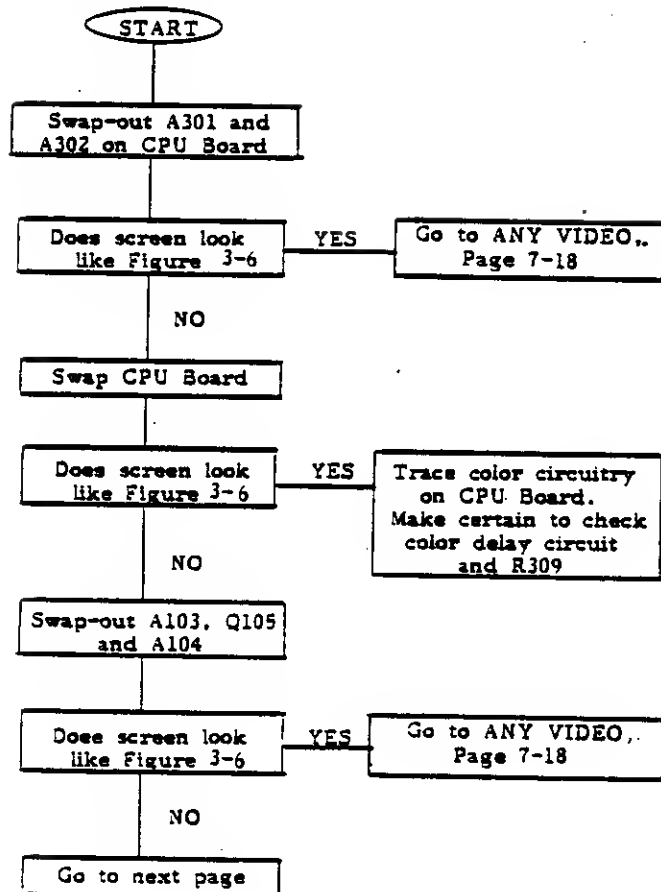 START
Swap-out A301 and
A302 on CPU Board
Does screen look
like Figure 3-6
YES
Go to ANY VIDEO,.
Page 7-18
NO
Swap CPU Board
Does screen look
like Figure 3-6
YES
Trace color circuitry
on CPU Board.
Make certain to check
color delay circuit
and R309
NO
Swap-out A103, Q105
and A104
Does screen look
like Figure 3-6
YES
Go to ANY VIDEO,.
Page 7-18
NO
Go to next page